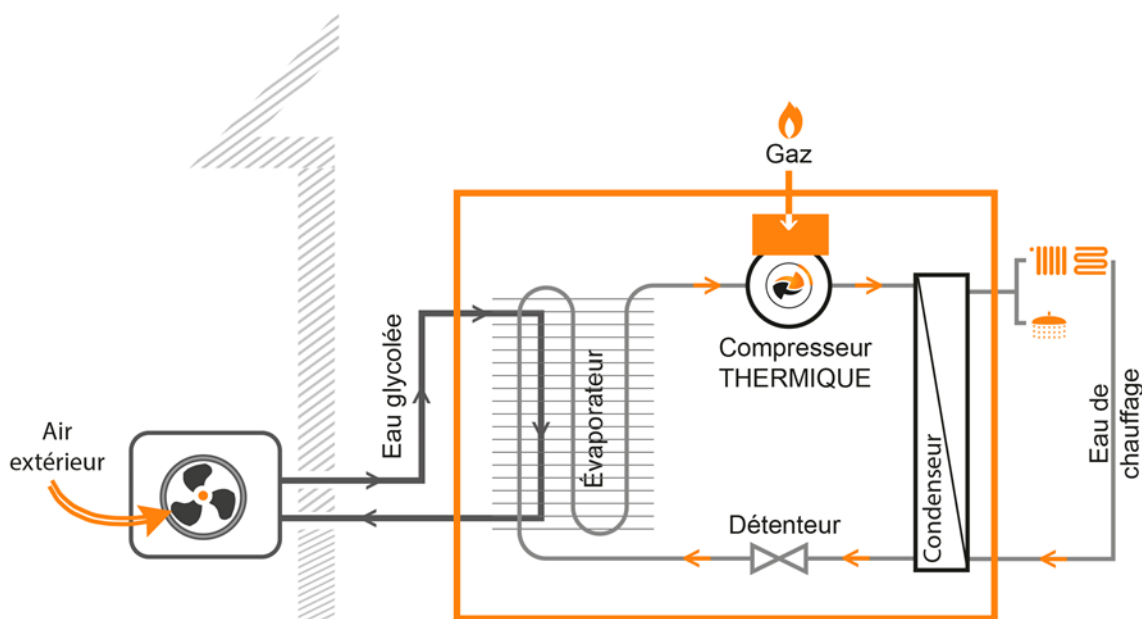 Gaz
Compresseur
THERMIQUE
Eau glycolée
Évaporateur
Air
extérieur
Détenteur
Condenseur
Eau de
chauffage